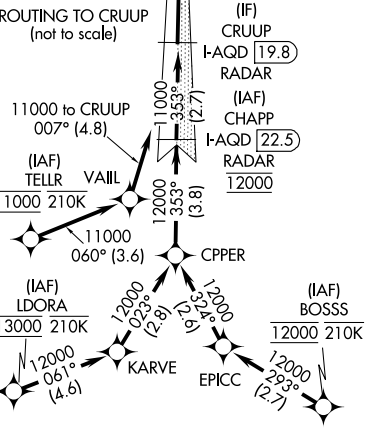 ROUTING TO CRUUP
(not to scale)
(IF)
CRUUP
I-AQD 19.8
RADAR
(IAF)
CHAPP
I-AQD 22.5
RADAR
12000
11000
353°
(2.7)
11000 to CRUUP
007° (4.8)
(IAF)
TELLR
1000 210K
VAIIL
11000
060° (3.6)
12000
353°
(3.8)
CPPER
(IAF)
LDORA
3000 210K
12000
061°
(4.6)
KARVE
12000
023°
(2.8)
12000
324°
(2.6)
EPICC
(IAF)
BOSSS
12000 210K
12000
293°
(2.7)